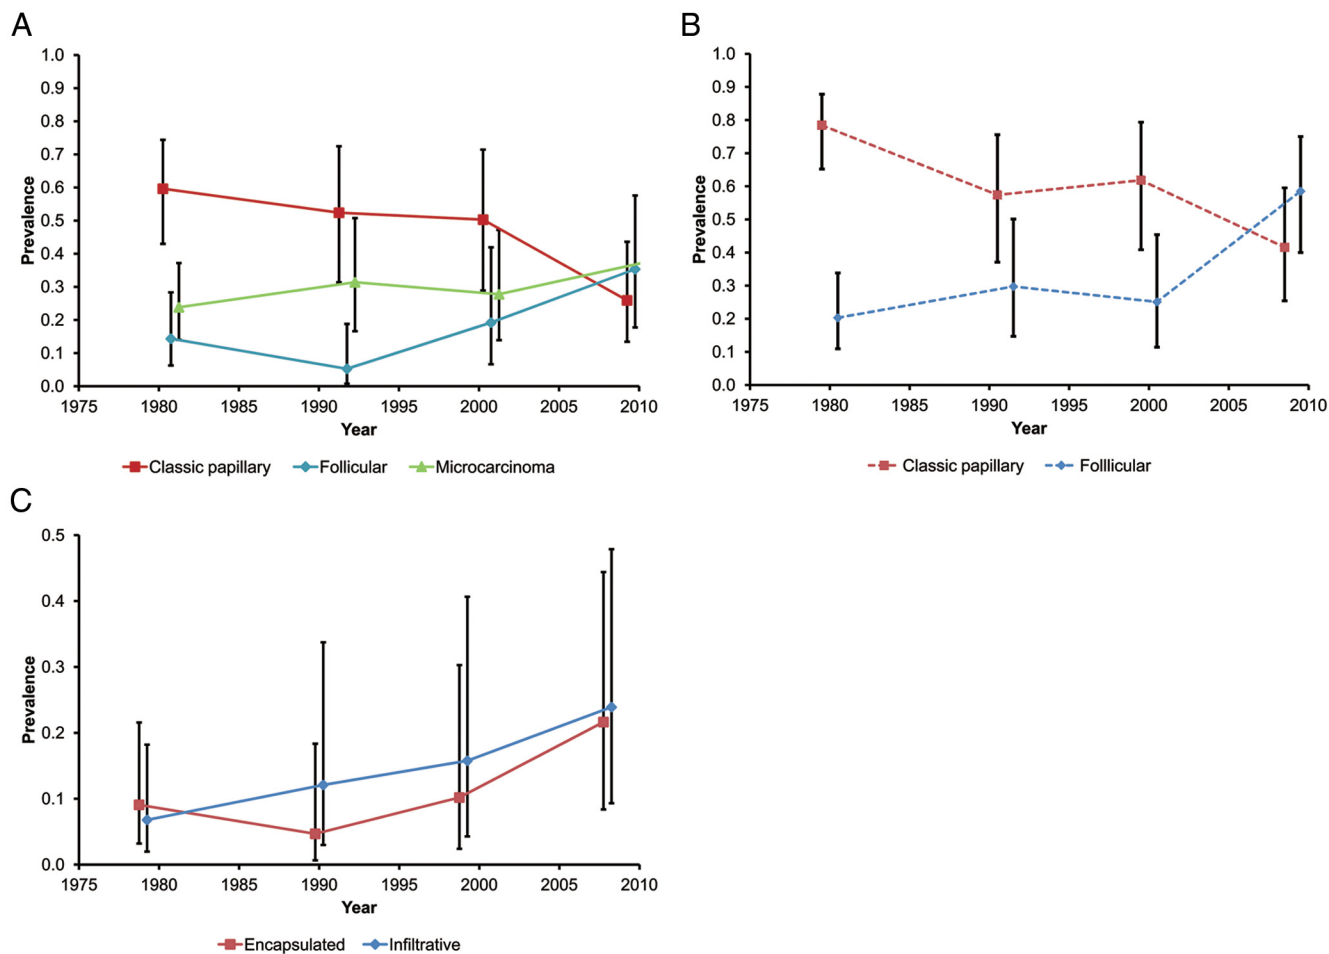 A
1.0
0.9
0.8
0.7
0.6
0.5
0.4
0.3
0.2
0.1
0.0
Prevalence
1975 1980 1985 1990 1995 2000 2005 2010
Year
Classic papillary Follicular Microcarcinoma
B
1.0
0.9
0.8
0.7
0.6
0.5
0.4
0.3
0.2
0.1
0.0
Prevalence
1975 1980 1985 1990 1995 2000 2005 2010
Year
Classic papillary Folllicular
C
0.5
0.4
0.3
0.2
0.1
0.0
Prevalence
1975 1980 1985 1990 1995 2000 2005 2010
Year
Encapsulated Infiltrative